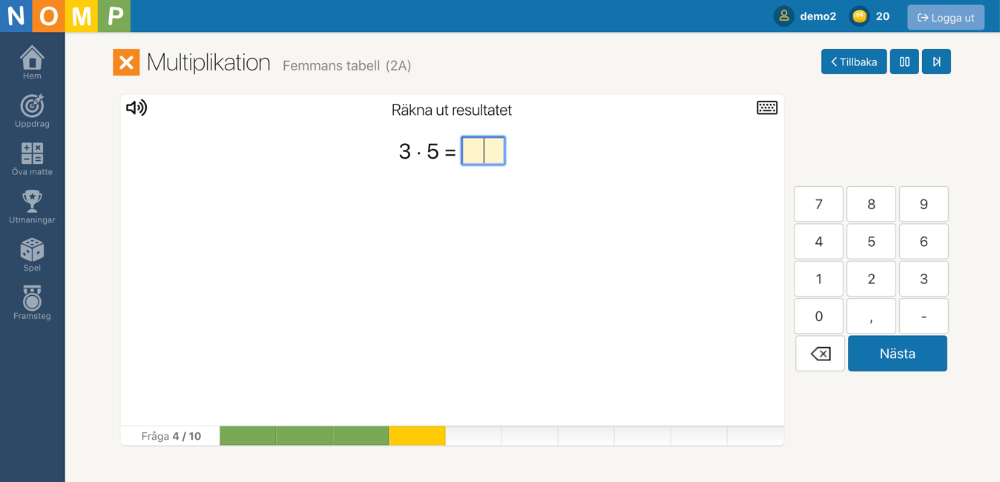 NOMP
demo2
20
Logga ut
Hem
Uppdrag
Öva matte
Utmaningar
Spel
Framsteg
Multiplikation Femmans tabell (2A)
Tillbaka
Räkna ut resultatet
3 · 5 =
7 8 9
4 5 6
1 2 3
0 , -
Nästa
Fråga 4 / 10